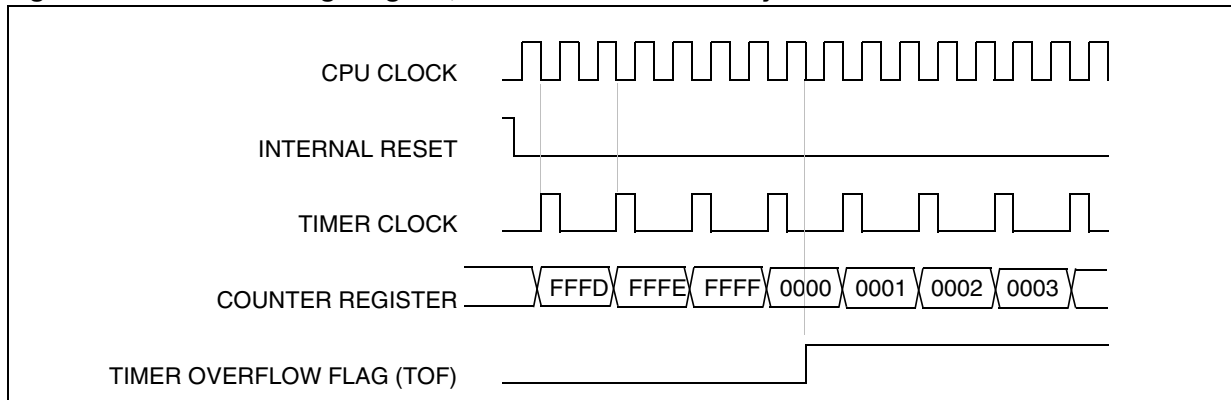 CPU CLOCK
INTERNAL RESET
TIMER CLOCK
COUNTER REGISTER FFFD FFFE FFFF 0000 0001 0002 0003
TIMER OVERFLOW FLAG (TOF)